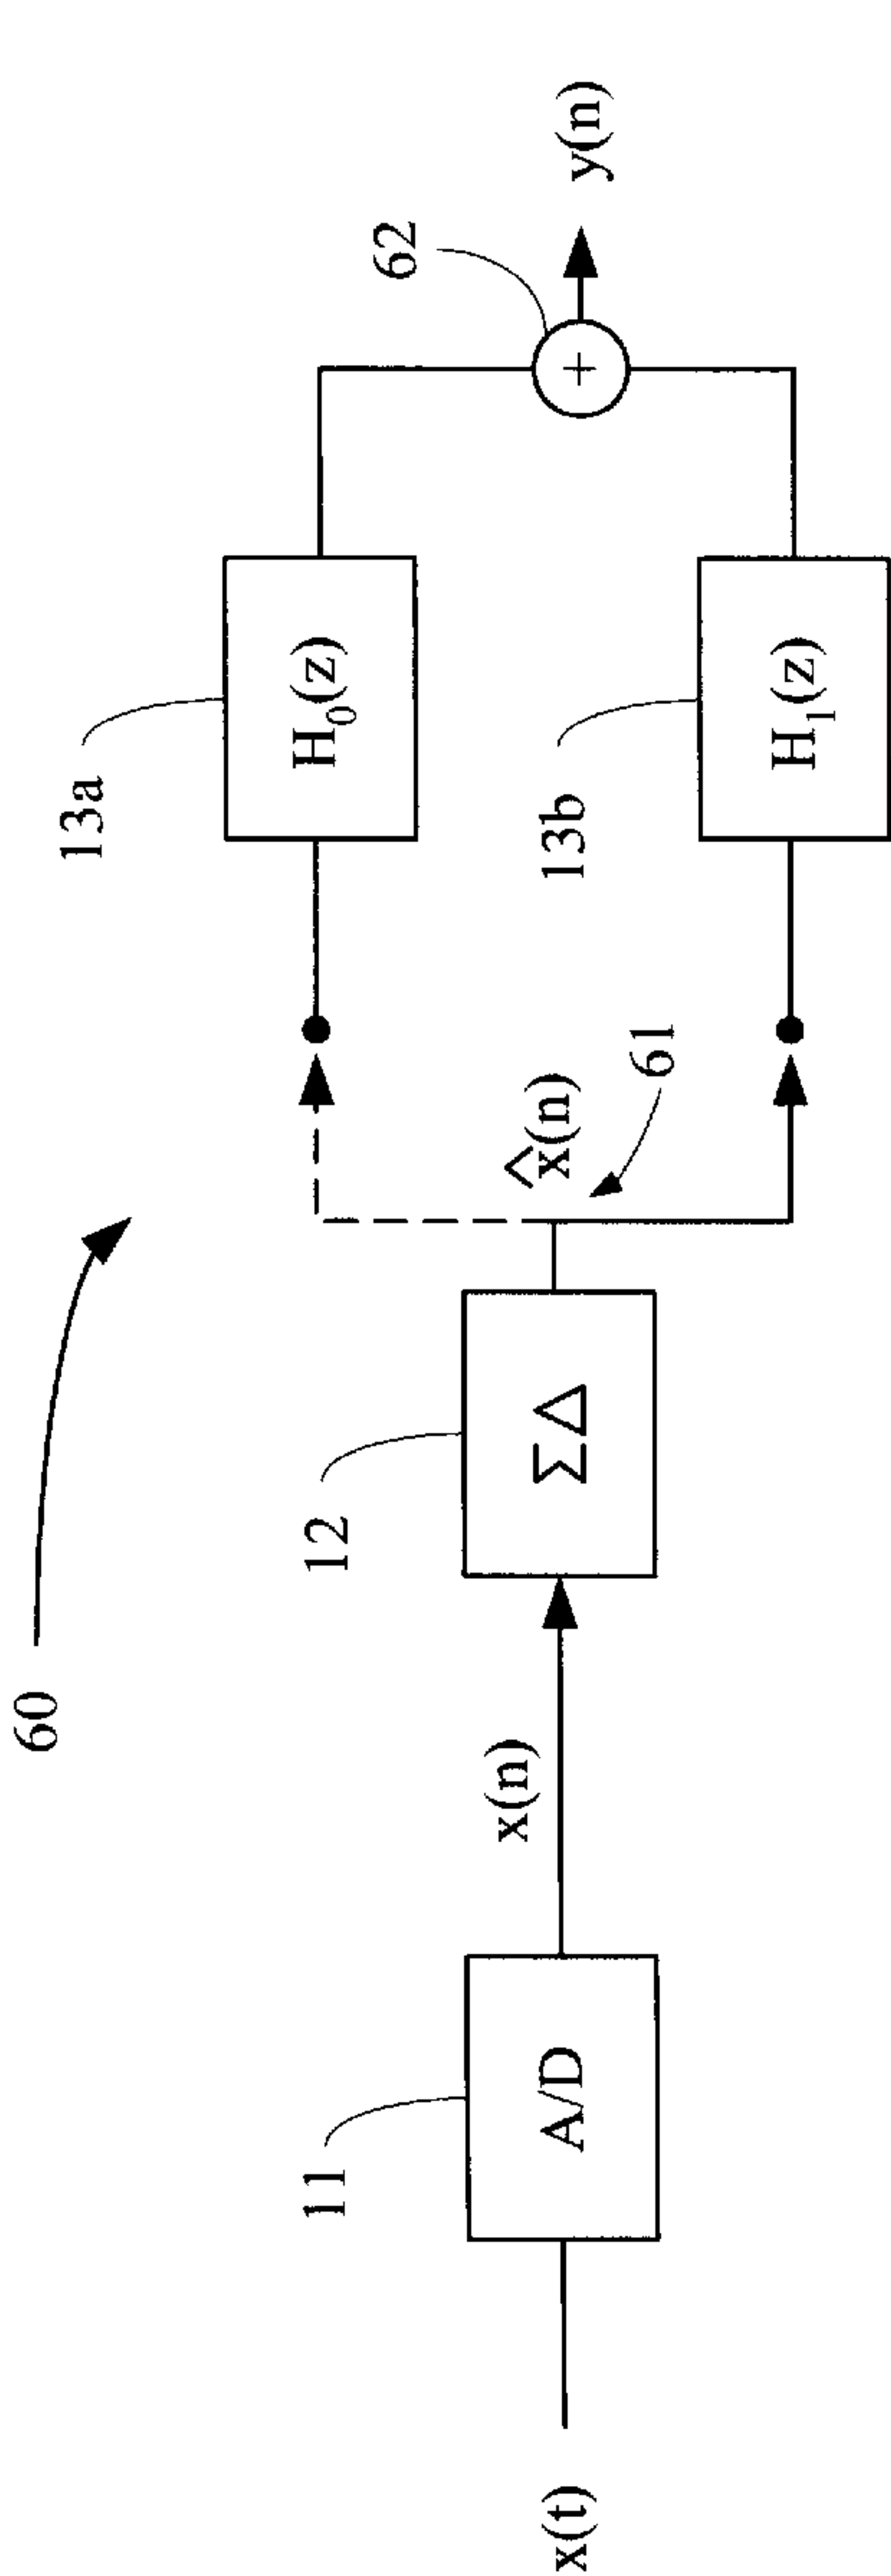 60
x(t)
11
A/D
x(n)
12
ΣΔ
x̂(n)
61
13a
H₀(z)
13b
H₁(z)
62
+
y(n)